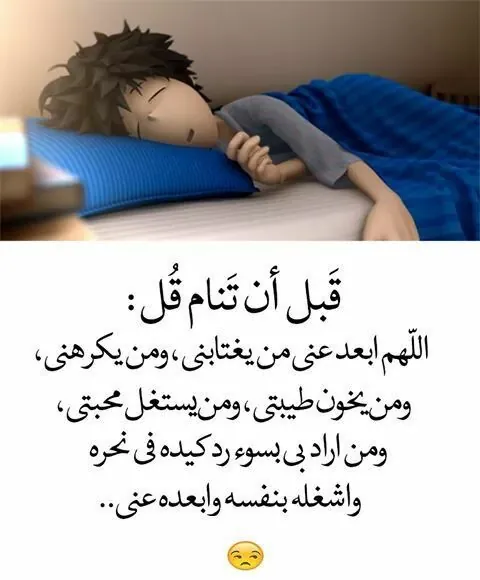 قَبل أن تَنام قُل :
اللّهم ابعد عنى من يغتابنى، ومن يكرهنى،
ومن يخون طيبتى، ومن يستغل محبتى،
ومن اراد بى بسوء رد كيده فى نحره
واشغله بنفسه وابعده عنى..